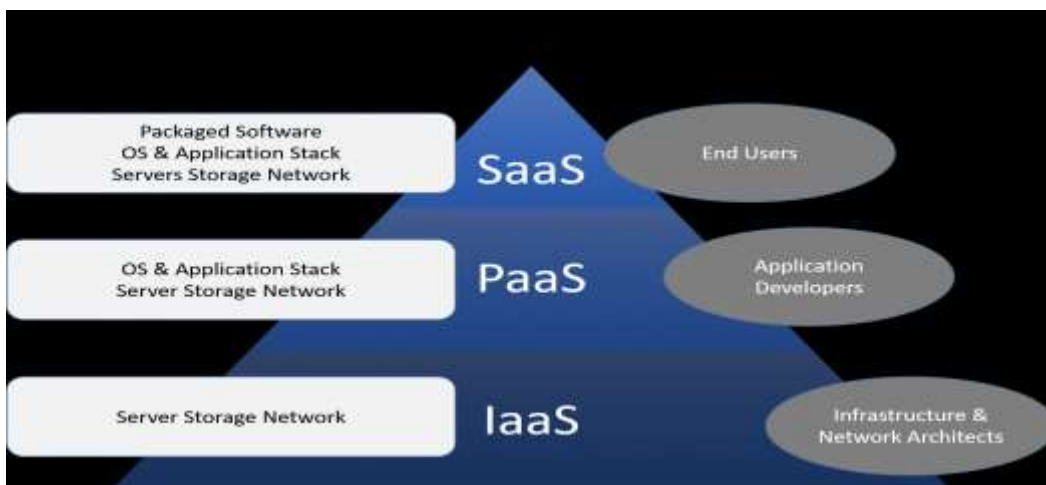 Packaged Software
OS & Application Stack
Servers Storage Network
SaaS
End Users
OS & Application Stack
Server Storage Network
PaaS
Application
Developers
Server Storage Network
IaaS
Infrastructure &
Network Architects